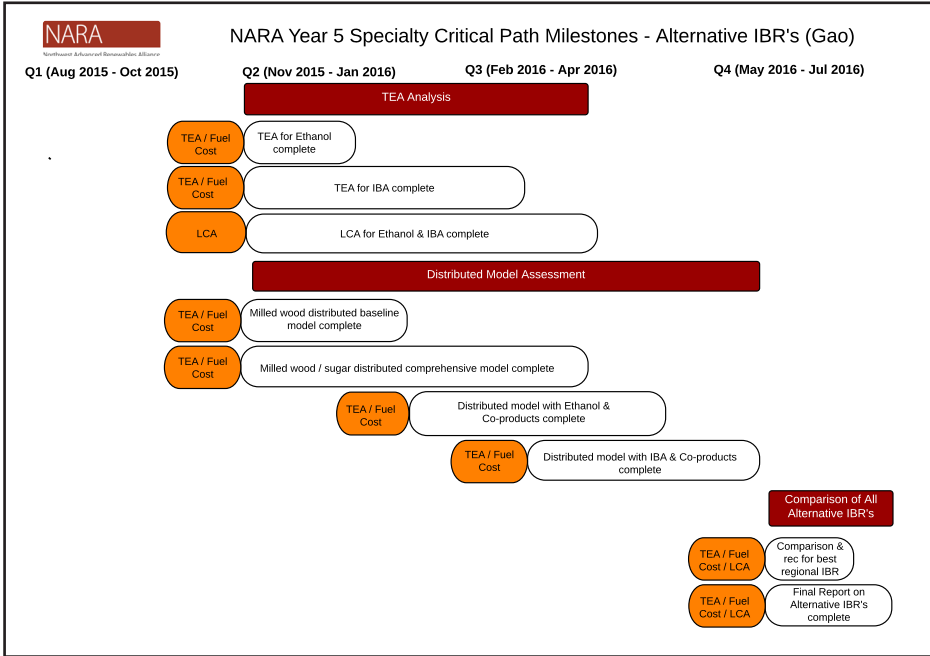 NARA
Northwest Advanced Renewables Alliance
NARA Year 5 Specialty Critical Path Milestones - Alternative IBR's (Gao)
Q1 (Aug 2015 - Oct 2015)
Q2 (Nov 2015 - Jan 2016)
Q3 (Feb 2016 - Apr 2016)
Q4 (May 2016 - Jul 2016)
TEA Analysis
TEA / Fuel
Cost
TEA for Ethanol
complete
TEA / Fuel
Cost
TEA for IBA complete
LCA
LCA for Ethanol & IBA complete
Distributed Model Assessment
TEA / Fuel
Cost
Milled wood distributed baseline
model complete
TEA / Fuel
Cost
Milled wood / sugar distributed comprehensive model complete
TEA / Fuel
Cost
Distributed model with Ethanol &
Co-products complete
TEA / Fuel
Cost
Distributed model with IBA & Co-products
complete
Comparison of All
Alternative IBR's
TEA / Fuel
Cost / LCA
Comparison &
rec for best
regional IBR
TEA / Fuel
Cost / LCA
Final Report on
Alternative IBR's
complete